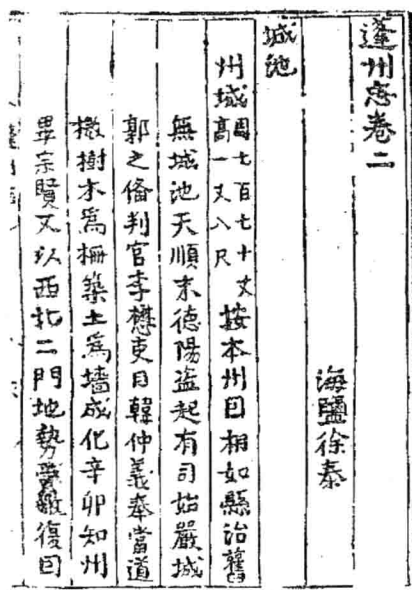 蓬州志卷二
海鹽徐泰
城池
州城周七百七十丈高一丈八尺按本州因相如縣治舊
無城池天順末德陽盜起有司始嚴城
郭之備判官李懋吏目韓仲義奉當道
檄樹木為柵築土為墻成化辛卯知州
畢宗賢又以西北二門地勢復因